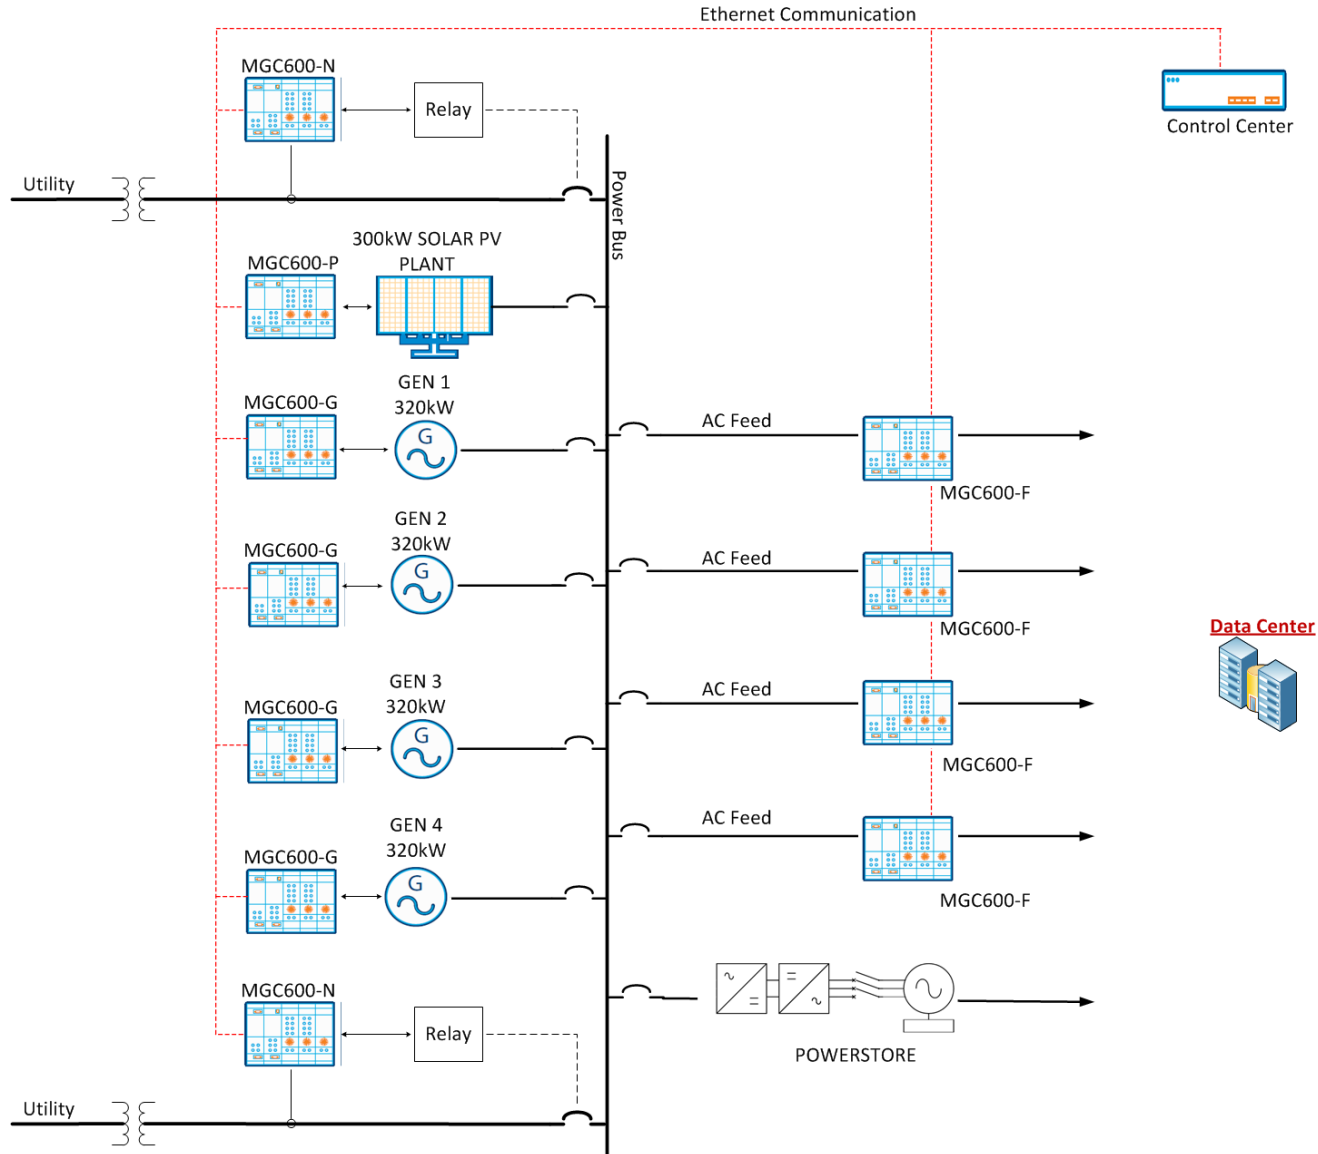 Ethernet Communication
MGC600-N
Relay
Control Center
Utility
Power Bus
300kW SOLAR PV
PLANT
MGC600-P
GEN 1
320kW
MGC600-G
AC Feed
MGC600-F
GEN 2
320kW
MGC600-G
AC Feed
MGC600-F
Data Center
GEN 3
320kW
MGC600-G
AC Feed
MGC600-F
GEN 4
320kW
MGC600-G
AC Feed
MGC600-F
MGC600-N
Relay
POWERSTORE
Utility